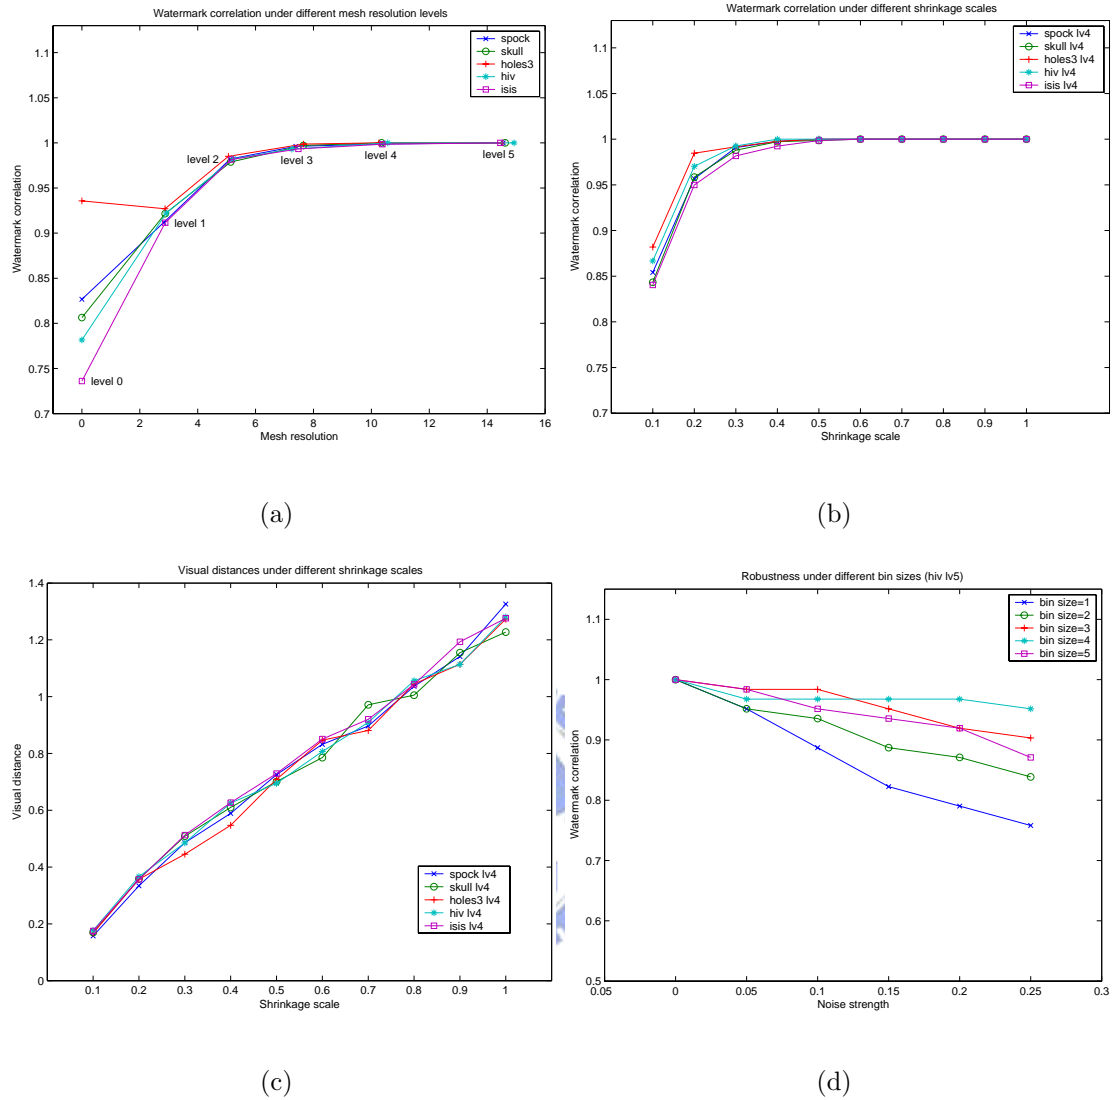 Watermark correlation under different mesh resolution levels
spock
skull
holes3
hiv
isis
1.1
1.05
1
0.95
0.9
0.85
0.8
0.75
0.7
Watermark correlation
level 0
level 1
level 2
level 3
level 4
level 5
0 2 4 6 8 10 12 14 16
Mesh resolution
(a)
Watermark correlation under different shrinkage scales
spock lv4
skull lv4
holes3 lv4
hiv lv4
isis lv4
1.1
1.05
1
0.95
0.9
0.85
0.8
0.75
0.7
Watermark correlation
0.1 0.2 0.3 0.4 0.5 0.6 0.7 0.8 0.9 1
Shrinkage scale
(b)
Visual distances under different shrinkage scales
1.4
1.2
1
0.8
0.6
0.4
0.2
0
Visual distance
spock lv4
skull lv4
holes3 lv4
hiv lv4
isis lv4
0.1 0.2 0.3 0.4 0.5 0.6 0.7 0.8 0.9 1
Shrinkage scale
(c)
Robustness under different bin sizes (hiv lv5)
bin size=1
bin size=2
bin size=3
bin size=4
bin size=5
1.1
1
0.9
0.8
0.7
0.6
0.5
Watermark correlation
0.05 0 0.05 0.1 0.15 0.2 0.25 0.3
Noise strength
(d)